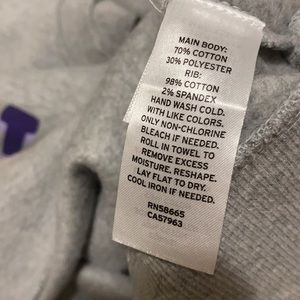 MAIN BODY:
70% COTTON
30% POLYESTER
RIB:
98% COTTON
2% SPANDEX
HAND WASH COLD.
WITH LIKE COLORS.
ONLY NON-CHLORINE
BLEACH IF NEEDED.
ROLL IN TOWEL TO
REMOVE EXCESS
MOISTURE. RESHAPE.
LAY FLAT TO DRY.
COOL IRON IF NEEDED.
RN58665
CA57963